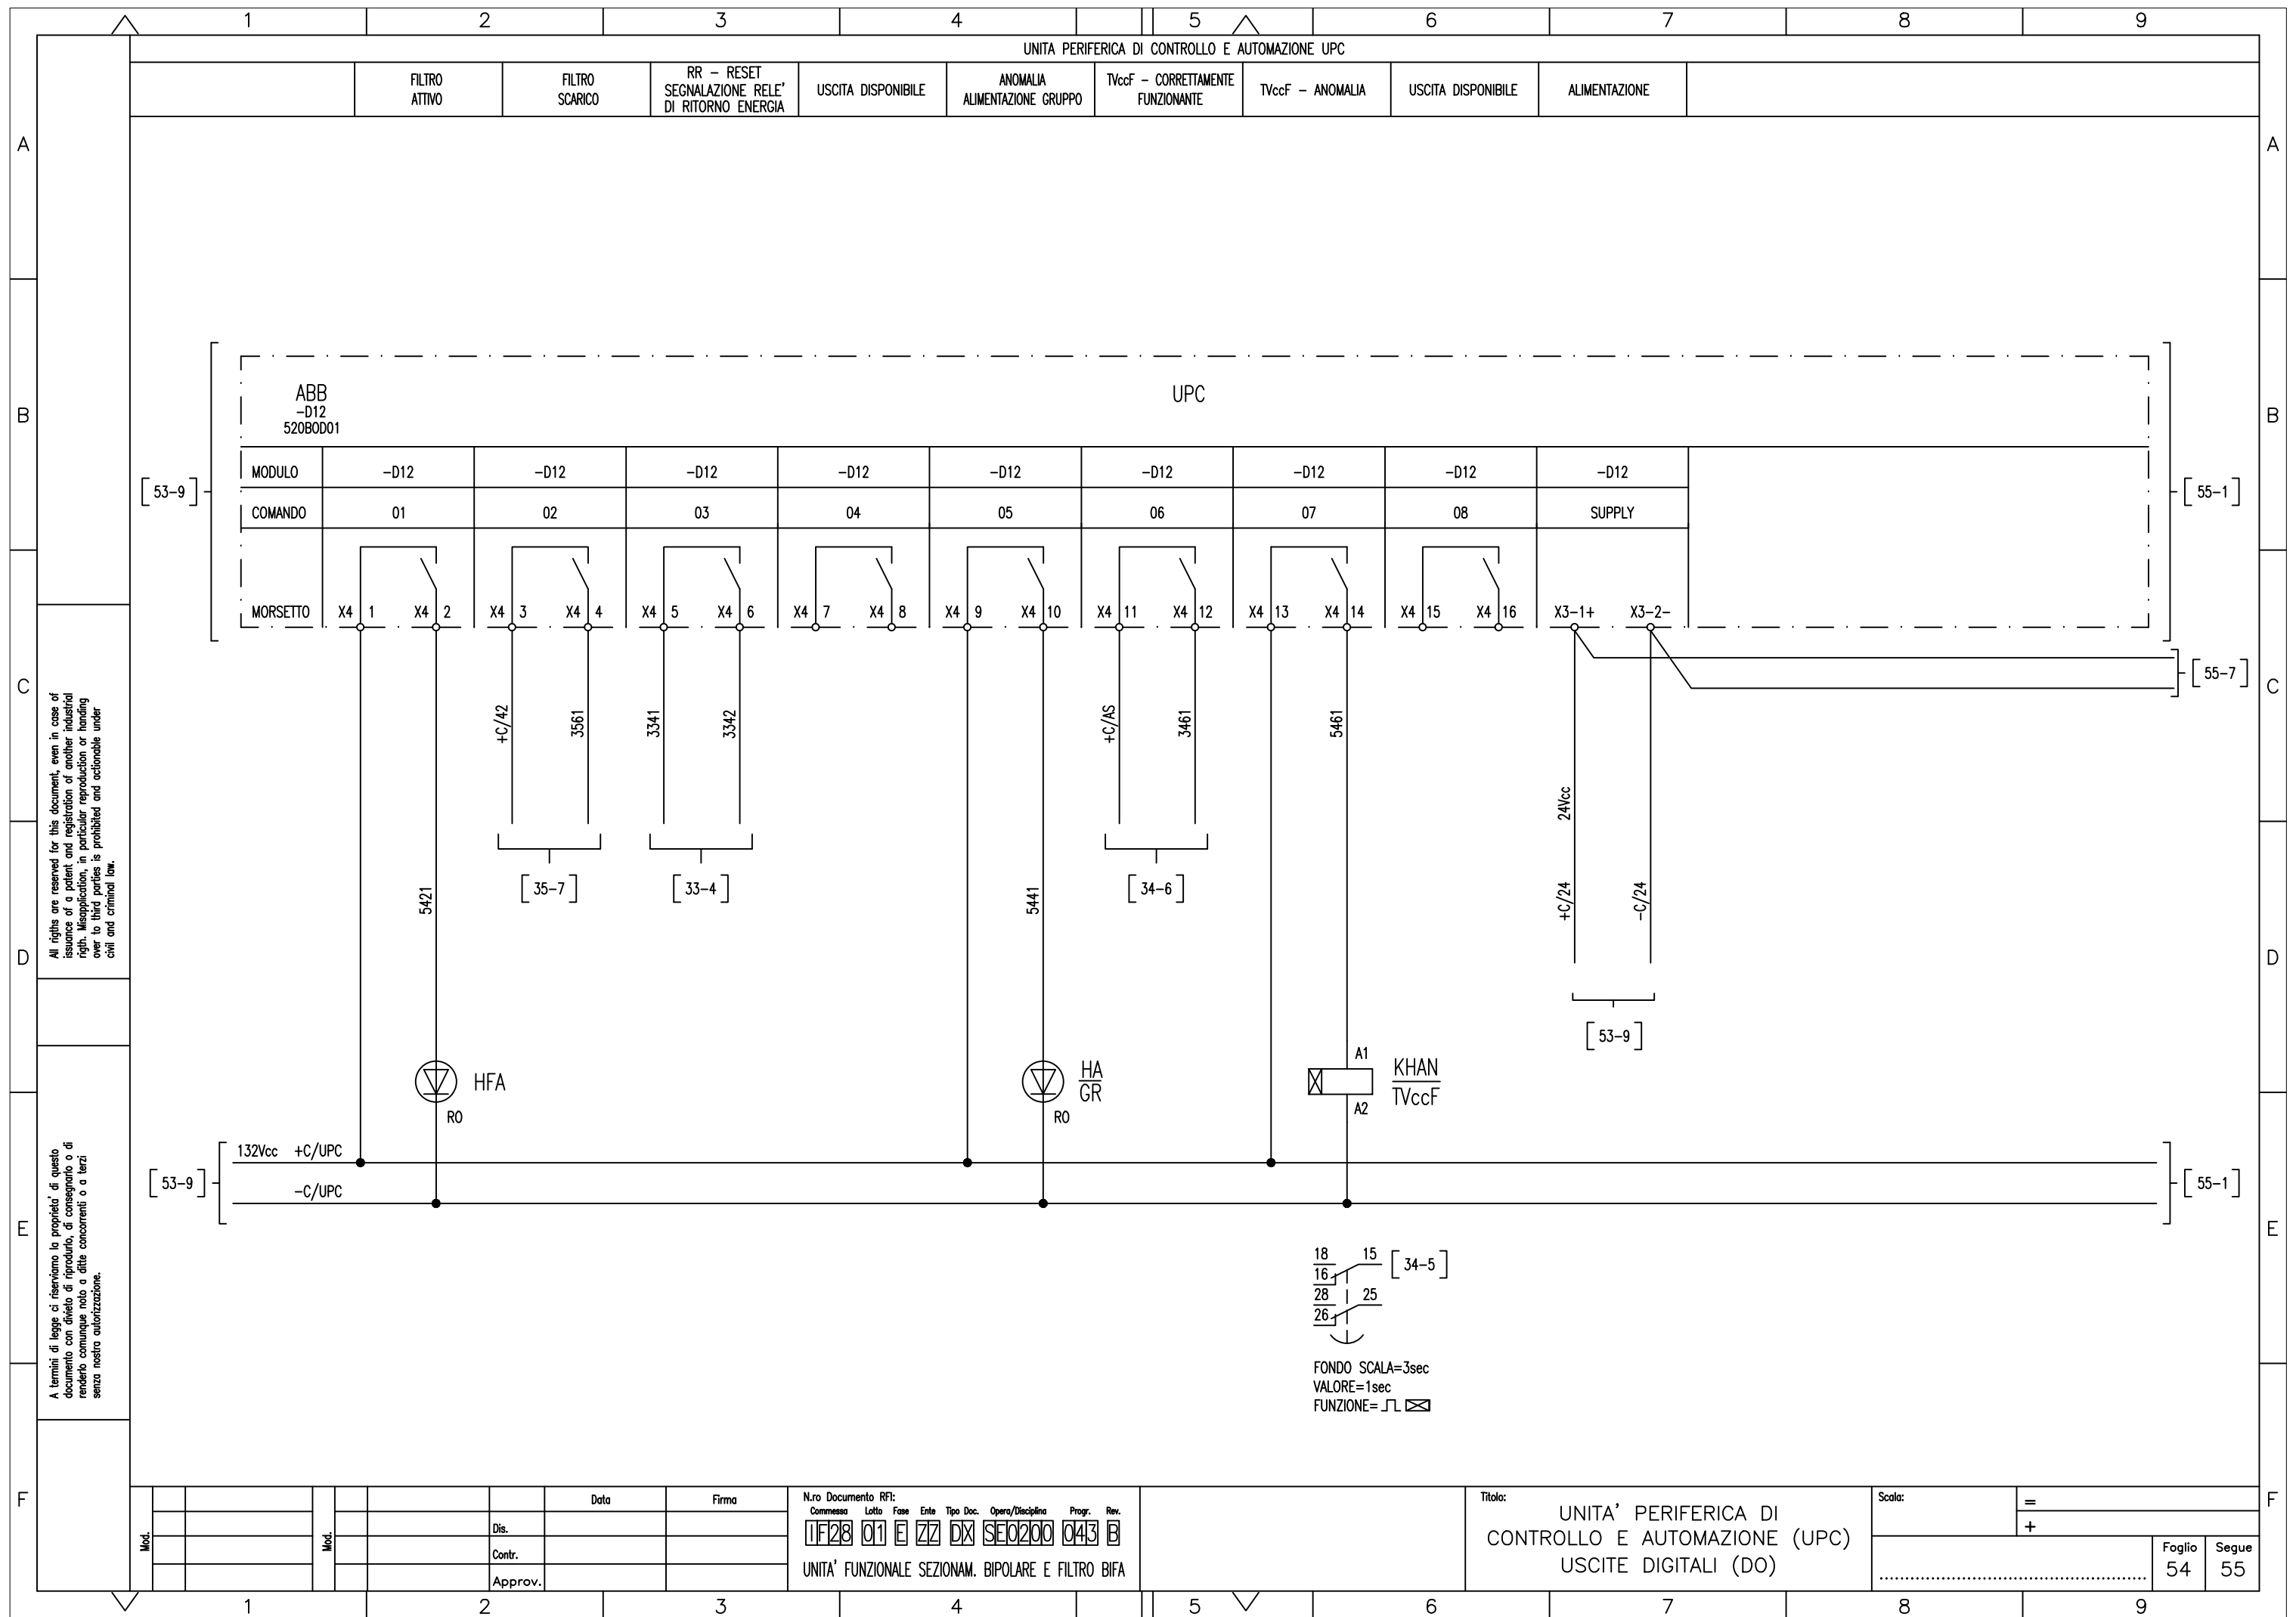 1 2 3 4 5 6 7 8 9
UNITA PERIFERICA DI CONTROLLO E AUTOMAZIONE UPC
FILTRO
ATTIVO
FILTRO
SCARICO
RR - RESET
SEGNALAZIONE RELE'
DI RITORNO ENERGIA
USCITA DISPONIBILE
ANOMALIA
ALIMENTAZIONE GRUPPO
TVccF - CORRETTAMENTE
FUNZIONANTE
TVccF - ANOMALIA
USCITA DISPONIBILE
ALIMENTAZIONE
A A
B B
C C
D D
E E
F F
ABB
-D12
520BOD01
UPC
MODULO -D12 -D12 -D12 -D12 -D12 -D12 -D12 -D12 -D12
53-9
55-1
COMANDO 01 02 03 04 05 06 07 08 SUPPLY
MORSETTO X4 1 X4 2 X4 3 X4 4 X4 5 X4 6 X4 7 X4 8 X4 9 X4 10 X4 11 X4 12 X4 13 X4 14 X4 15 X4 16 X3-1+ X3-2-
55-7
+C/42
3561
3341
3342
+C/AS
3461
5461
24Vcc
35-7
33-4
34-6
5421
5441
+C/24
-C/24
53-9
HFA
RO
HA
GR
RO
A1
KHAN
TVccF
A2
132Vcc +C/UPC
-C/UPC
53-9
55-1
18 15
34-5
16
28 25
26
FONDO SCALA=3sec
VALORE=1sec
FUNZIONE=
All rigths are reserved for this document, even in case of
issuance of a patent and registration of another industrial
rigth. Misapplication, in particular reproduction or handing
over to third parties is prohibited and actionable under
civil and criminal law.
A termini di legge ci riserviamo la proprieta' di questo
documento con divieto di riprodurlo, di consegnarlo o di
renderlo comunque noto a ditte concorrenti o a terzi
senza nostra autorizzazione.
Mod.
Mod.
Data Firma
Dis.
Contr.
Approv.
N.ro Documento RFI:
Commessa Lotto Fase Ente Tipo Doc. Opera/Disciplina Progr. Rev.
IF28 01 E ZZ DX SE0200 043 B
UNITA' FUNZIONALE SEZIONAM. BIPOLARE E FILTRO BIFA
Titolo:
UNITA' PERIFERICA DI
CONTROLLO E AUTOMAZIONE (UPC)
USCITE DIGITALI (DO)
Scala:
=
+
Foglio
54
Segue
55
1 2 3 4 5 6 7 8 9